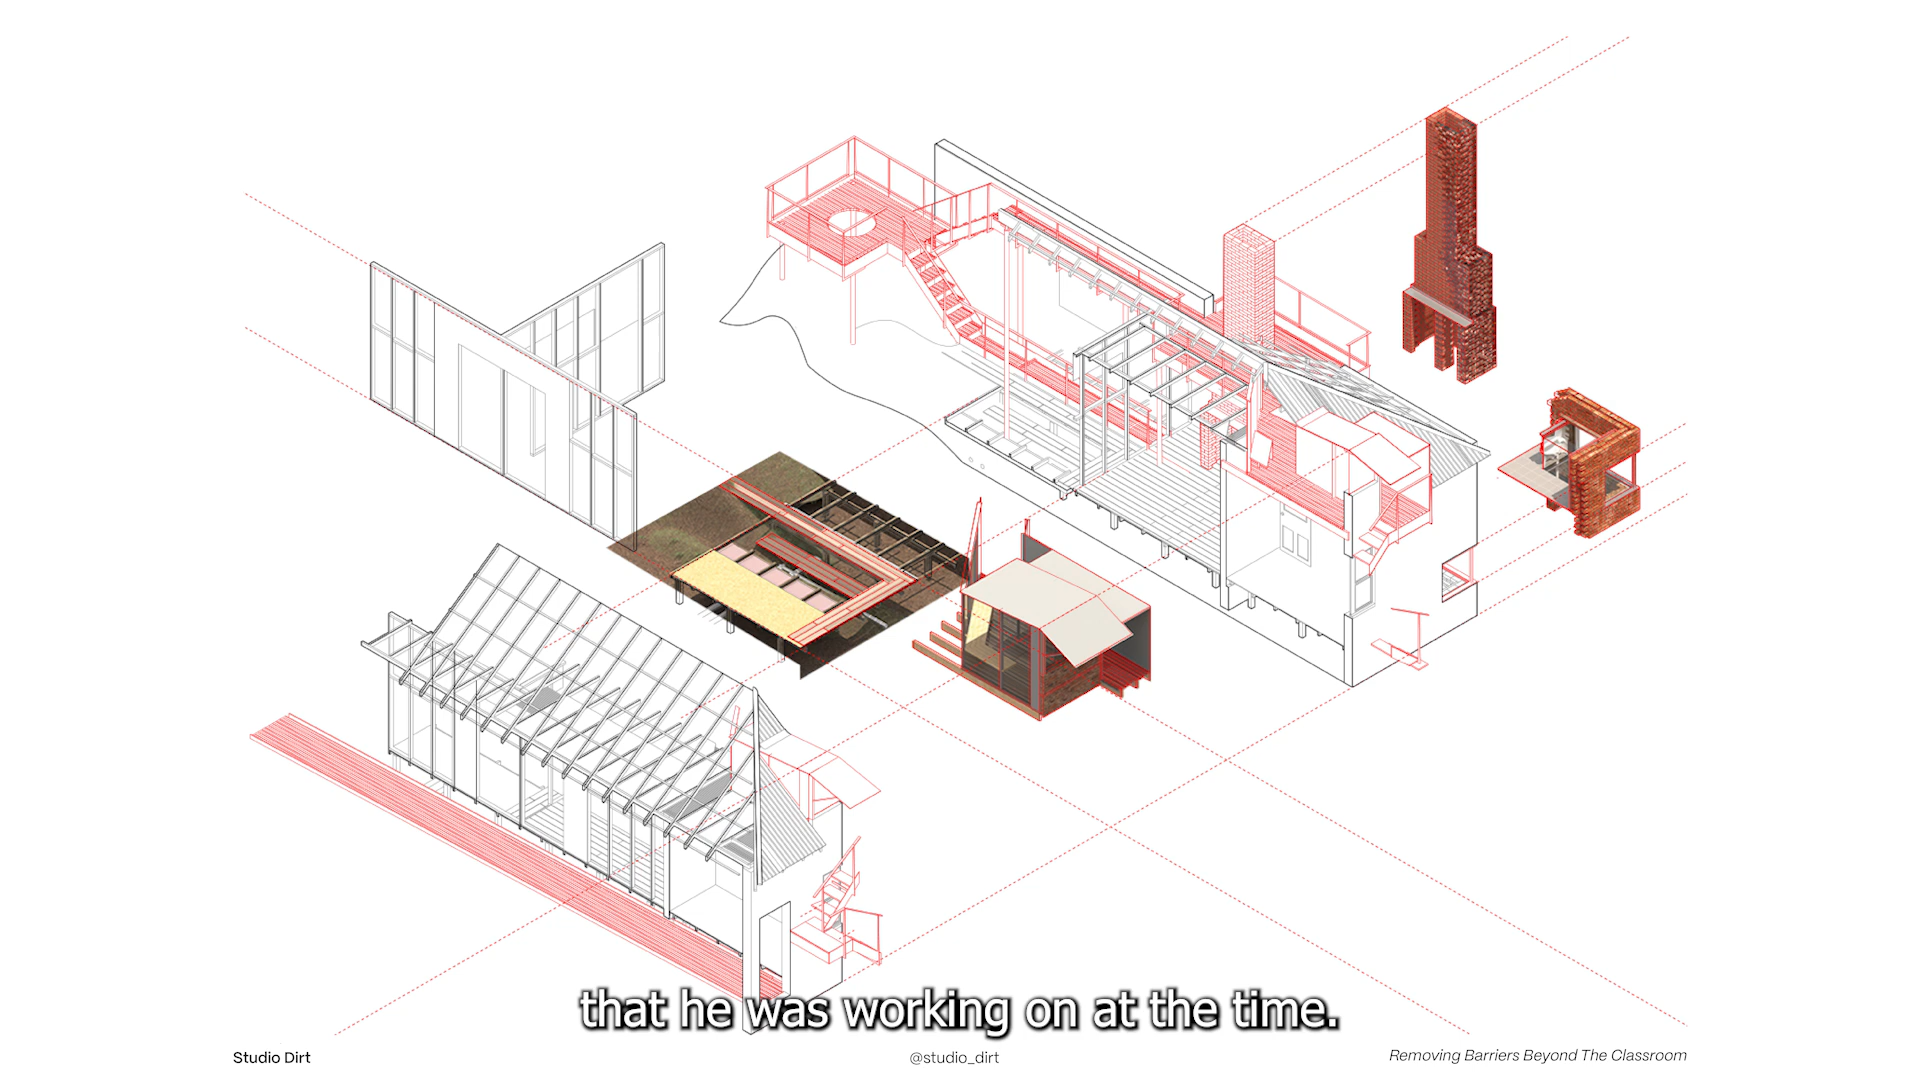 that he was working on at the time.
Studio Dirt
@studio_dirt
Removing Barriers Beyond The Classroom